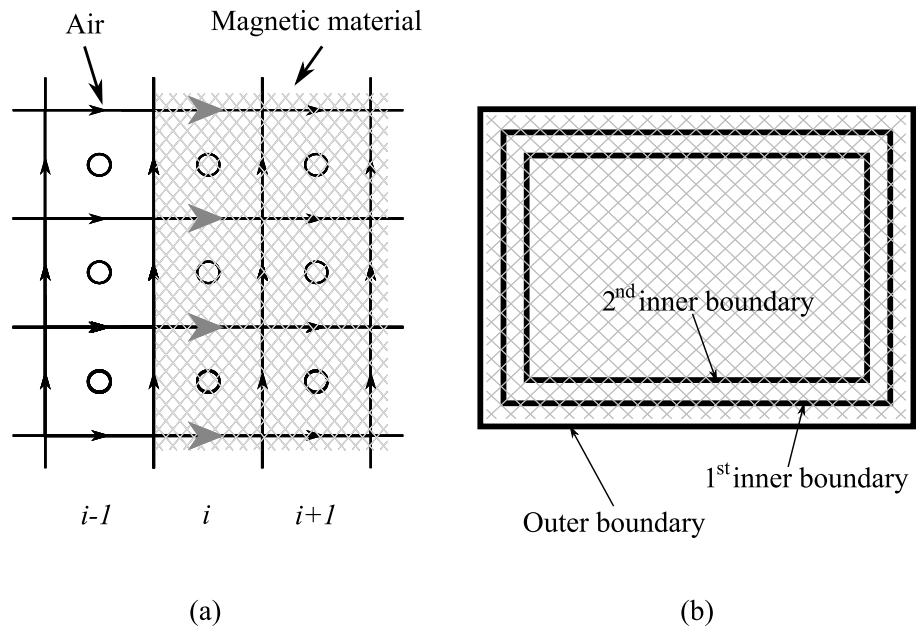 Air
Magnetic material
i-1
i
i+1
(a)
2nd inner boundary
1st inner boundary
Outer boundary
(b)